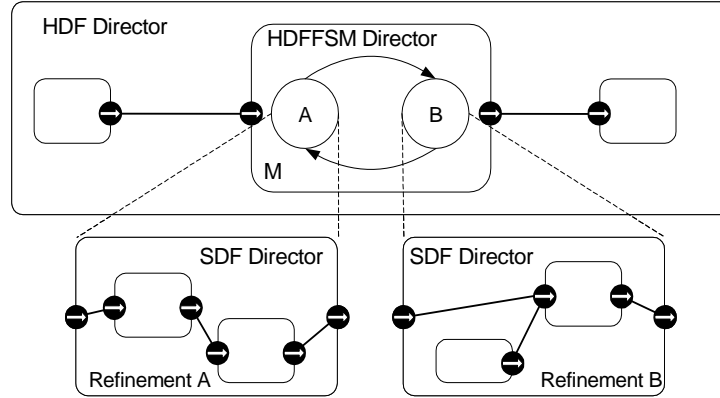 HDF Director
HDFFSM Director
A
B
M
SDF Director
SDF Director
Refinement A
Refinement B